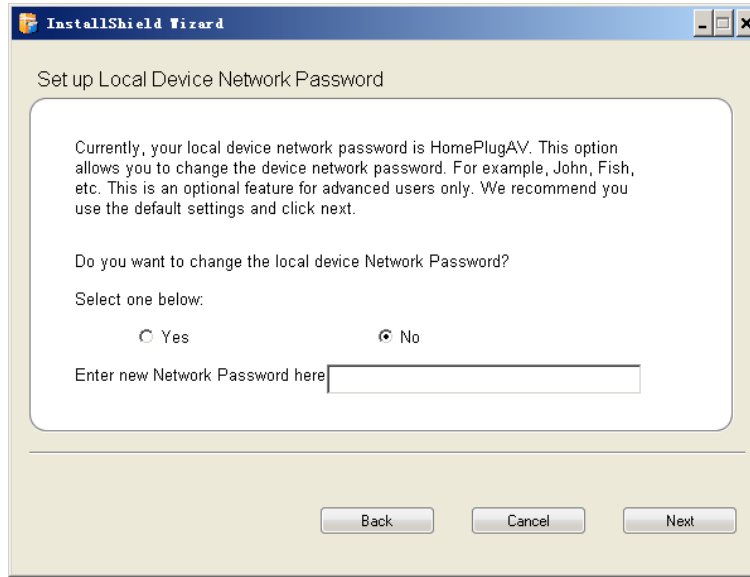 InstallShield Wizard
Set up Local Device Network Password
Currently, your local device network password is HomePlugAV. This option
allows you to change the device network password. For example, John, Fish,
etc. This is an optional feature for advanced users only. We recommend you
use the default settings and click next.
Do you want to change the local device Network Password?
Select one below:
Yes No
Enter new Network Password here
Back Cancel Next